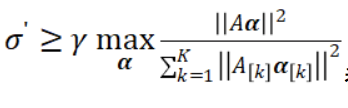 σ' ≥ γ max_α ||Aα||² / ∑_{k=1}^{K} ||A_{[k]}α_{[k]}||²